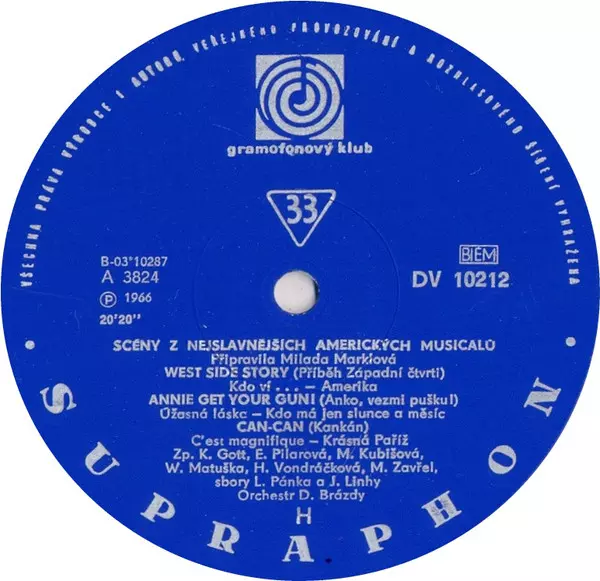 VŠECHNA PRÁVA VÝROBCE I AUTORŮ, VEŘEJNÉHO PROVOZOVÁNÍ A ROZHLASOVÉHO ŠÍŘENÍ VYHRAŽENA
gramofonový klub
33
B-03*10287
BIEM
A 3824
DV 10212
Ⓟ 1966
20'20"
SCÉNY Z NEJSLAVNĚJŠÍCH AMERICKÝCH MUSICALŮ
Připravila Milada Marklová
WEST SIDE STORY (Příběh Západní čtvrti)
Kdo ví . . . – Amerika
ANNIE GET YOUR GUN! (Anko, vezmi pušku!)
Úžasná láska – Kdo má jen slunce a měsíc
CAN-CAN (Kankán)
C'est magnifique – Krásná Paříž
Zp. K. Gott, E. Pilarová, M. Kubišová,
W. Matuška, H. Vondráčková, M. Zavřel,
sbory L. Pánka a J. Linhy
Orchestr D. Brázdy
H
• SUPRAPHON •